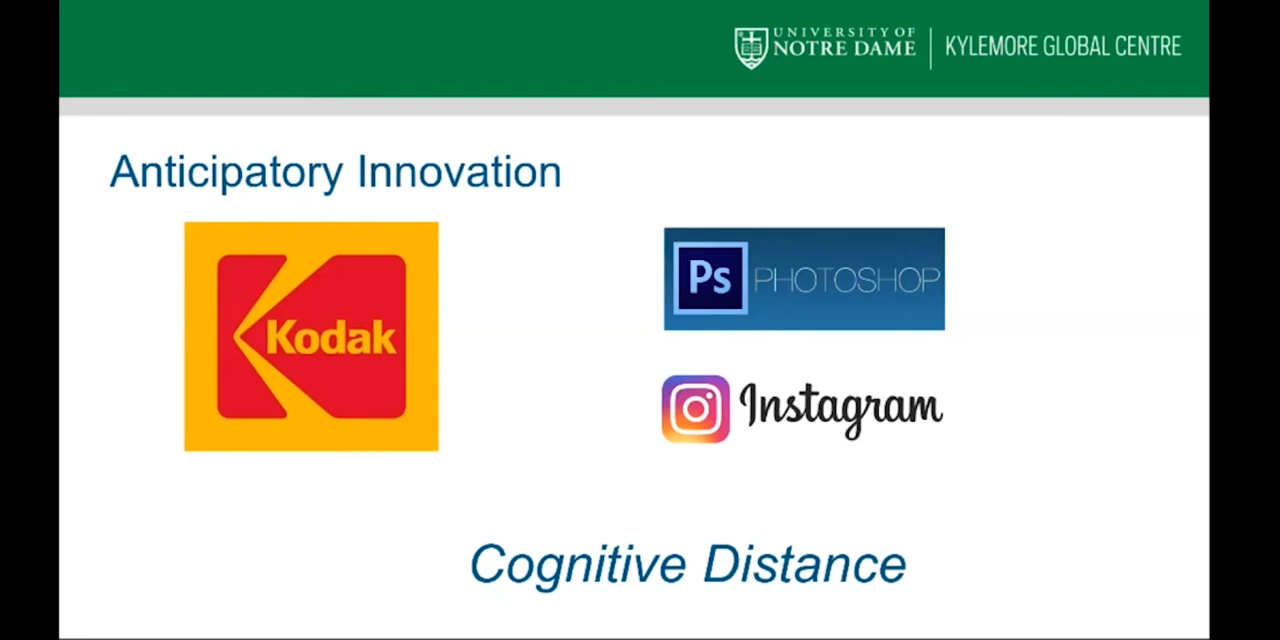 UNIVERSITY OF
NOTRE DAME
KYLEMORE GLOBAL CENTRE
Anticipatory Innovation
Kodak
Ps PHOTOSHOP
Instagram
Cognitive Distance